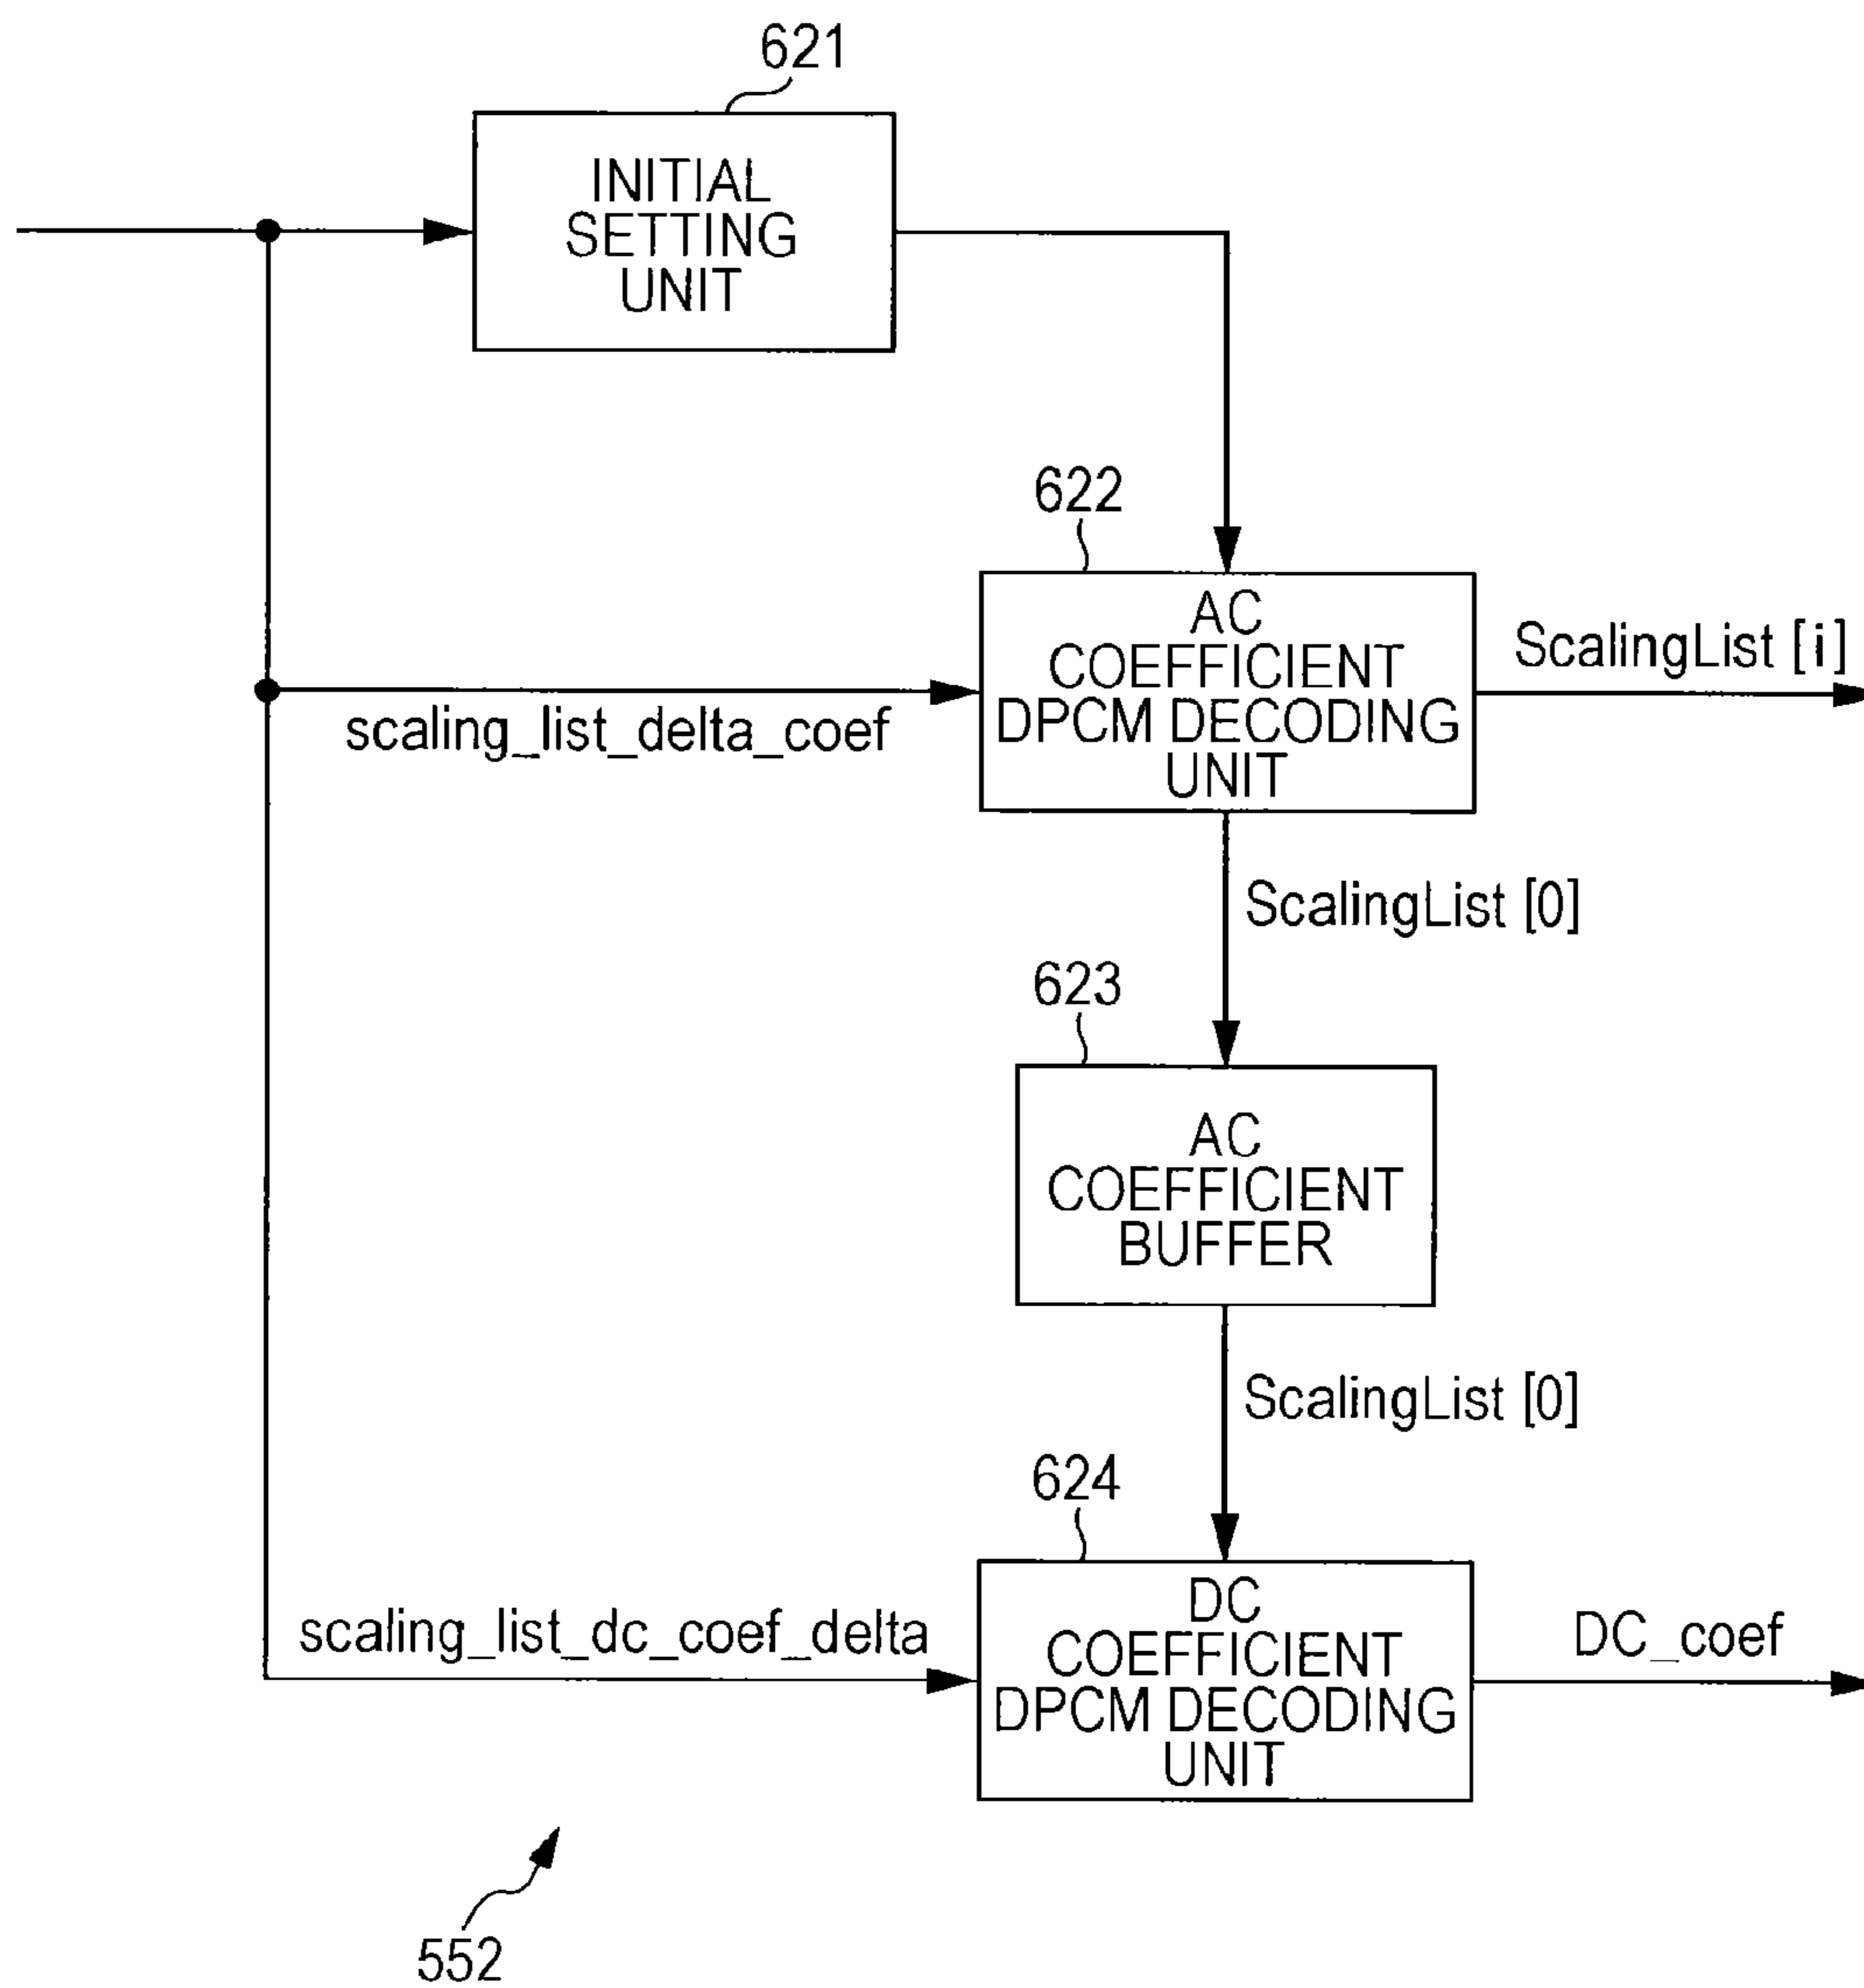 621
INITIAL
SETTING
UNIT
622
AC
COEFFICIENT
DPCM DECODING
UNIT
ScalingList [i]
scaling_list_delta_coef
ScalingList [0]
623
AC
COEFFICIENT
BUFFER
ScalingList [0]
624
DC
COEFFICIENT
DPCM DECODING
UNIT
scaling_list_dc_coef_delta
DC_coef
552